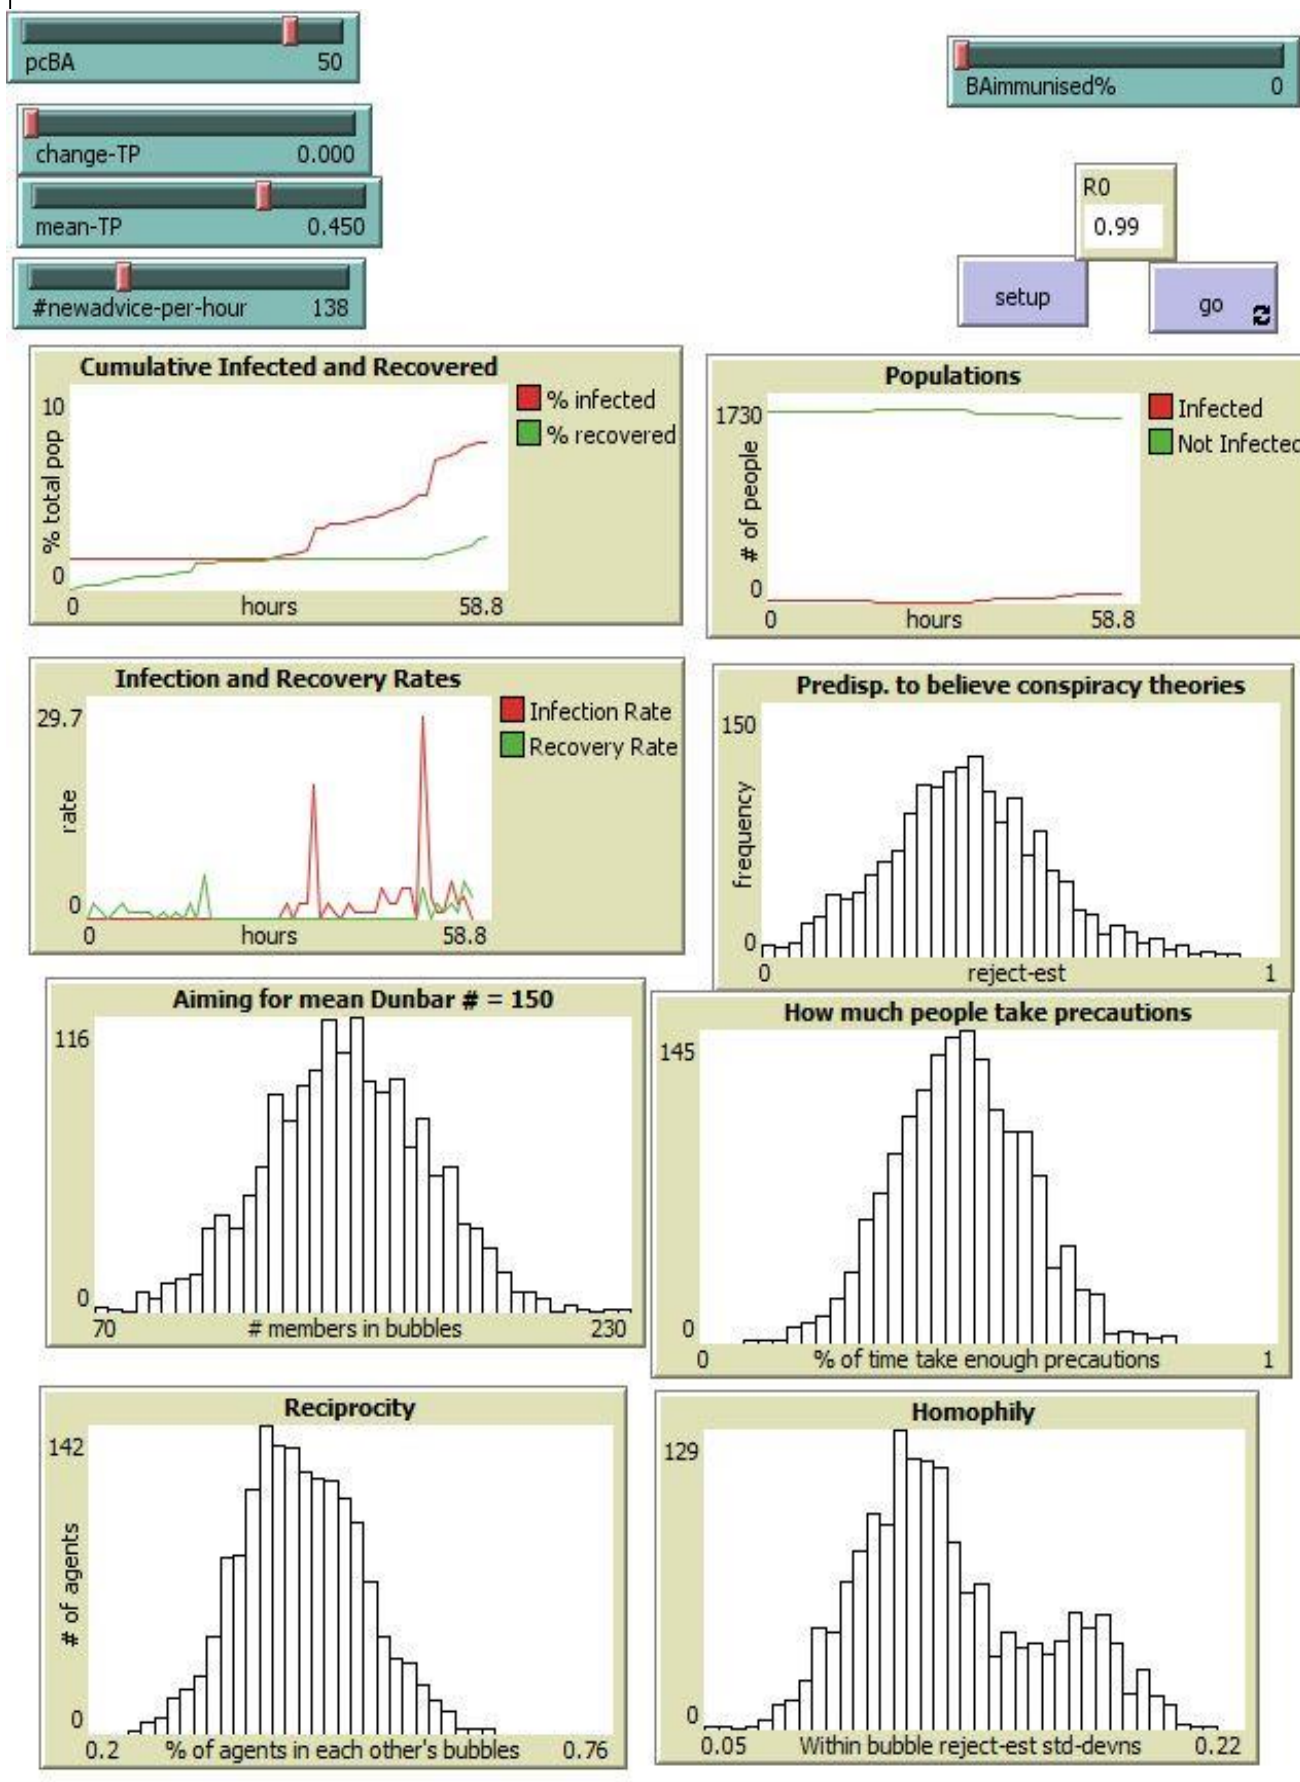 pcBA 50
BAimmunised% 0
change-TP 0.000
mean-TP 0.450
#newadvice-per-hour 138
R0
0.99
setup
go
Cumulative Infected and Recovered
10
% total pop
0
0 hours 58.8
% infected
% recovered
Populations
1730
# of people
0
0 hours 58.8
Infected
Not Infected
Infection and Recovery Rates
29.7
rate
0
0 hours 58.8
Infection Rate
Recovery Rate
Predisp. to believe conspiracy theories
150
frequency
0
0 reject-est 1
Aiming for mean Dunbar # = 150
116
0
70 # members in bubbles 230
How much people take precautions
145
0
0 % of time take enough precautions 1
Reciprocity
142
# of agents
0
0.2 % of agents in each other's bubbles 0.76
Homophily
129
0
0.05 Within bubble reject-est std-devns 0.22